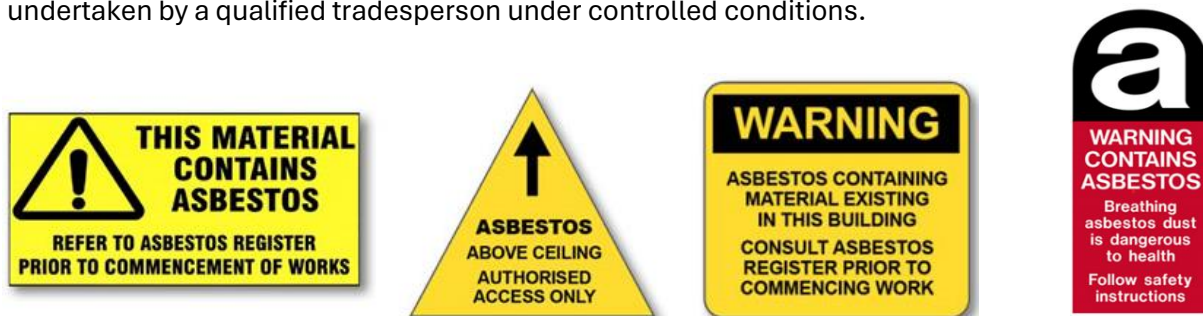 undertaken by a qualified tradesperson under controlled conditions.
THIS MATERIAL
CONTAINS
ASBESTOS
REFER TO ASBESTOS REGISTER
PRIOR TO COMMENCEMENT OF WORKS
ASBESTOS
ABOVE CEILING
AUTHORISED
ACCESS ONLY
WARNING
ASBESTOS CONTAINING
MATERIAL EXISTING
IN THIS BUILDING
CONSULT ASBESTOS
REGISTER PRIOR TO
COMMENCING WORK
a
WARNING
CONTAINS
ASBESTOS
Breathing
asbestos dust
is dangerous
to health
Follow safety
instructions